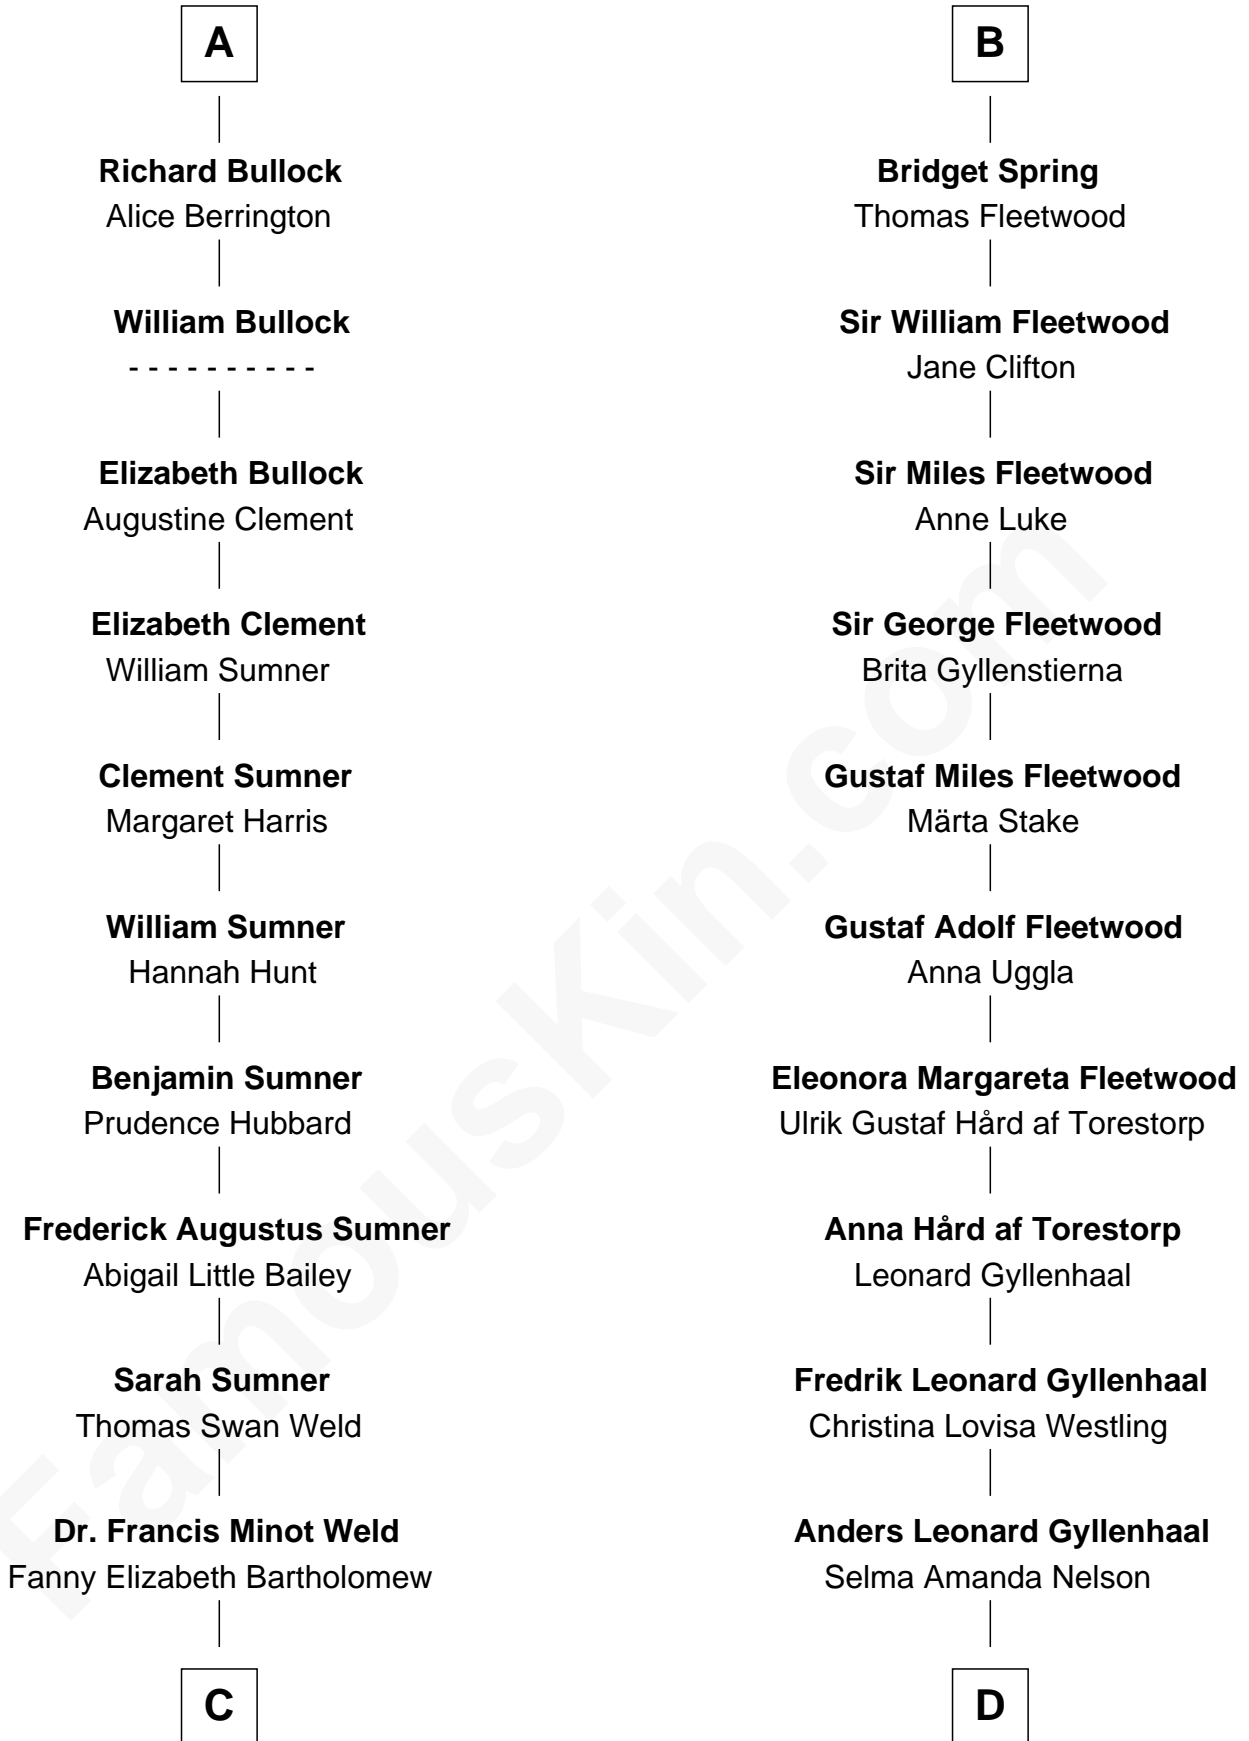 A
Richard Bullock
Alice Berrington
William Bullock
- - - - - - - - - -
Elizabeth Bullock
Augustine Clement
Elizabeth Clement
William Sumner
Clement Sumner
Margaret Harris
William Sumner
Hannah Hunt
Benjamin Sumner
Prudence Hubbard
Frederick Augustus Sumner
Abigail Little Bailey
Sarah Sumner
Thomas Swan Weld
Dr. Francis Minot Weld
Fanny Elizabeth Bartholomew
C
B
Bridget Spring
Thomas Fleetwood
Sir William Fleetwood
Jane Clifton
Sir Miles Fleetwood
Anne Luke
Sir George Fleetwood
Brita Gyllenstierna
Gustaf Miles Fleetwood
Märta Stake
Gustaf Adolf Fleetwood
Anna Uggla
Eleonora Margareta Fleetwood
Ulrik Gustaf Hård af Torestorp
Anna Hård af Torestorp
Leonard Gyllenhaal
Fredrik Leonard Gyllenhaal
Christina Lovisa Westling
Anders Leonard Gyllenhaal
Selma Amanda Nelson
D
FamousKin.com